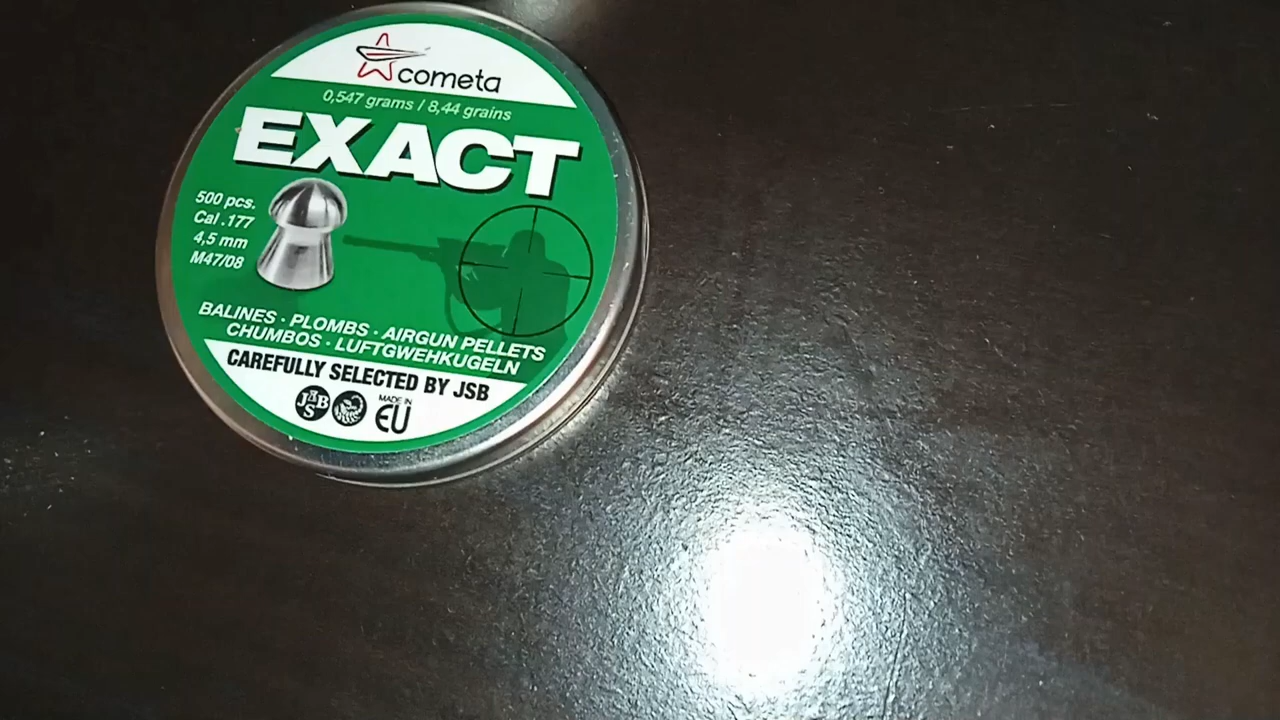 cometa
0,547 grams / 8,44 grains
EXACT
500 pcs.
Cal .177
4,5 mm
M47/08
BALINES · PLOMBS · AIRGUN PELLETS
CHUMBOS · LUFTGWEHKUGELN
CAREFULLY SELECTED BY JSB
JSB
MADE IN
EU